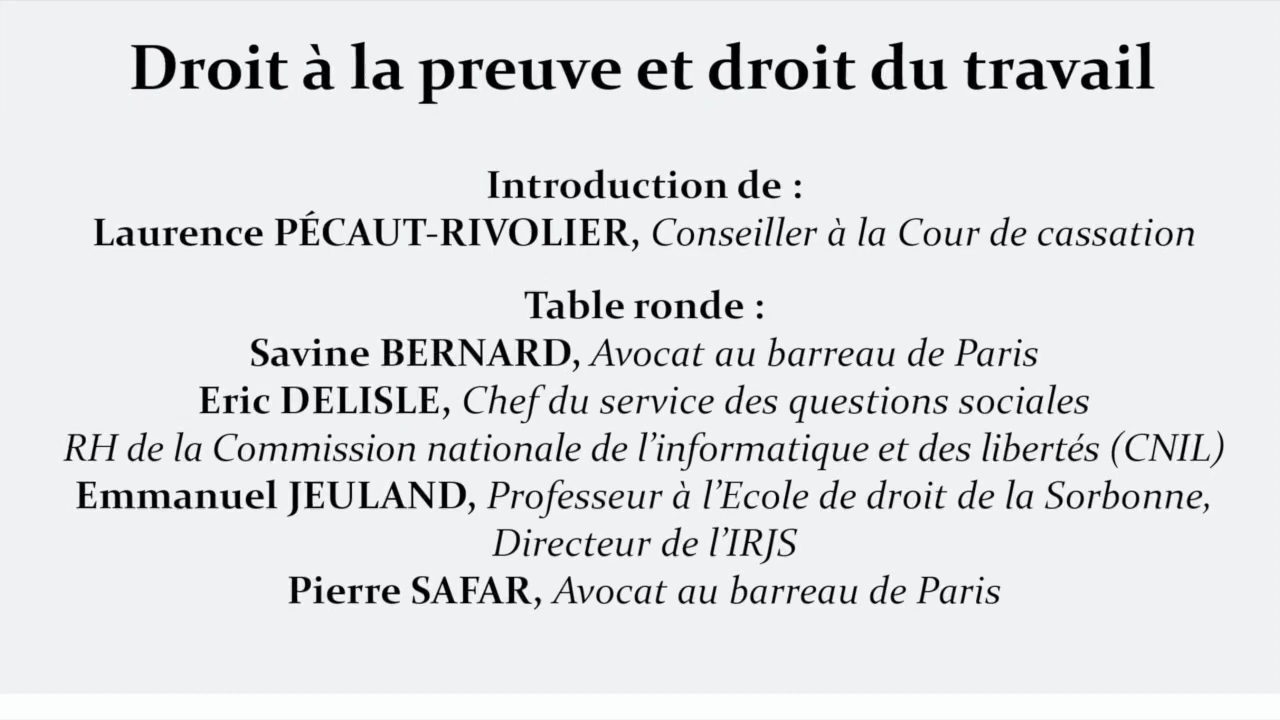 Droit à la preuve et droit du travail
Introduction de :
Laurence PÉCAUT-RIVOLIER, Conseiller à la Cour de cassation
Table ronde :
Savine BERNARD, Avocat au barreau de Paris
Eric DELISLE, Chef du service des questions sociales
RH de la Commission nationale de l’informatique et des libertés (CNIL)
Emmanuel JEULAND, Professeur à l’Ecole de droit de la Sorbonne,
Directeur de l’IRJS
Pierre SAFAR, Avocat au barreau de Paris